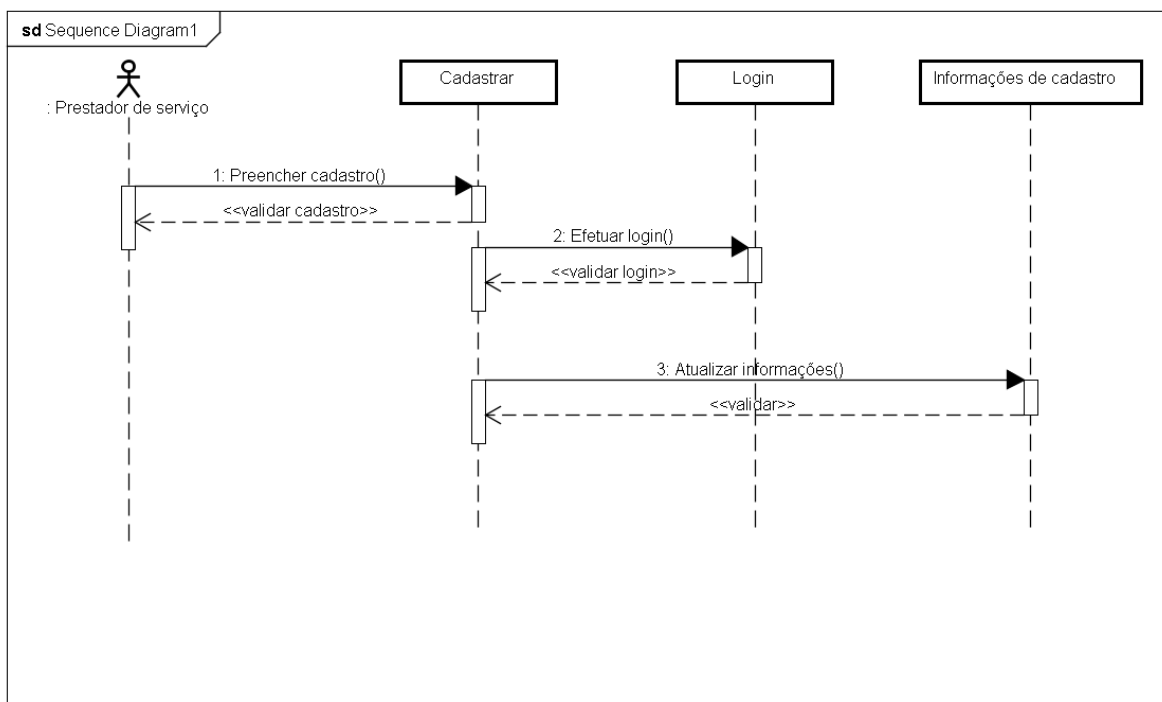 sd Sequence Diagram1
: Prestador de serviço
Cadastrar
Login
Informações de cadastro
1: Preencher cadastro()
<<validar cadastro>>
2: Efetuar login()
<<validar login>>
3: Atualizar informações()
<<validar>>